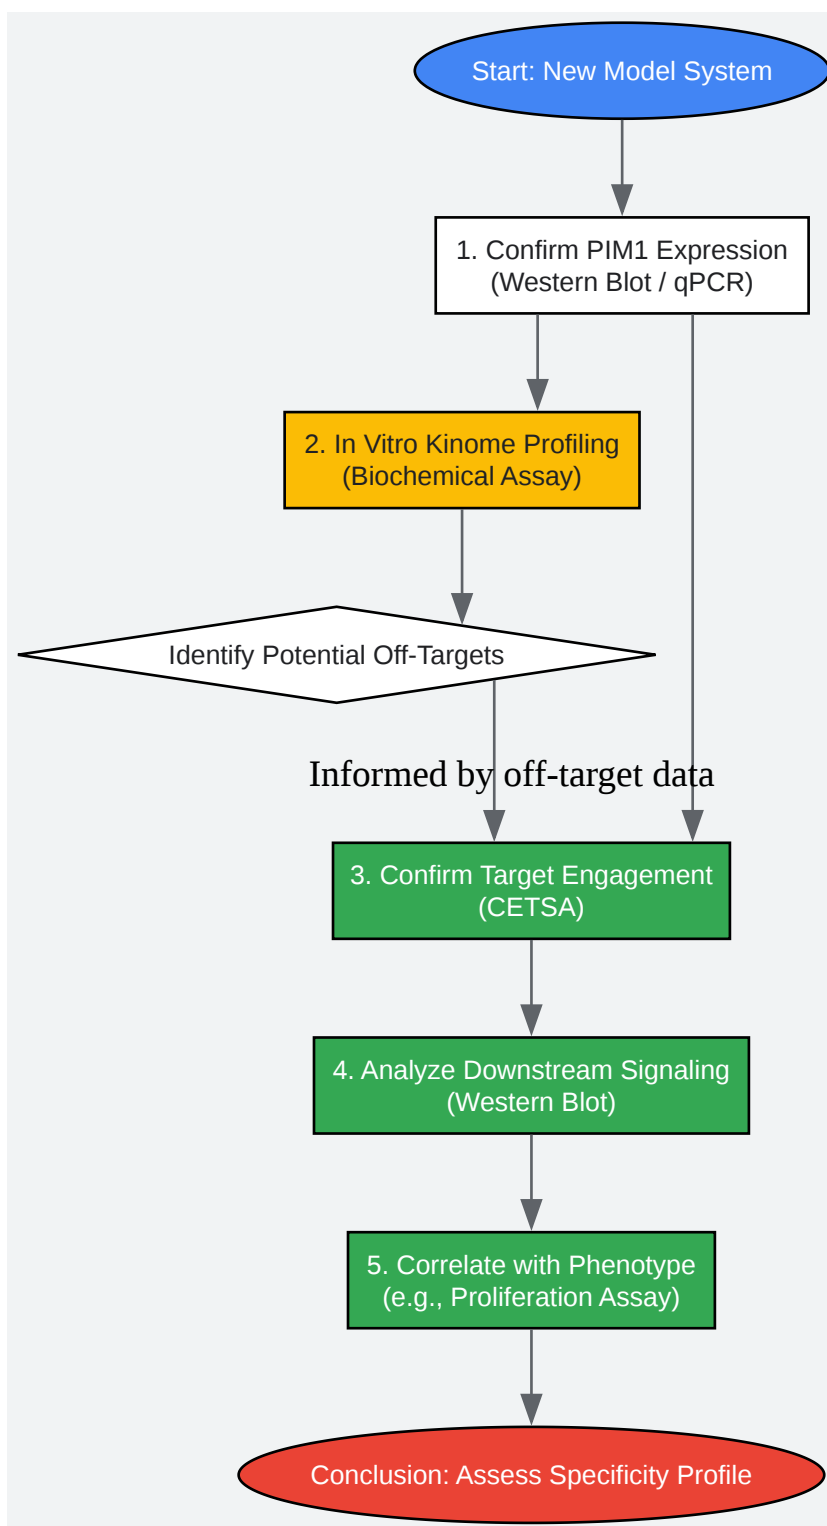 Start: New Model System
1. Confirm PIM1 Expression
(Western Blot / qPCR)
2. In Vitro Kinome Profiling
(Biochemical Assay)
Identify Potential Off-Targets
Informed by off-target data
3. Confirm Target Engagement
(CETSA)
4. Analyze Downstream Signaling
(Western Blot)
5. Correlate with Phenotype
(e.g., Proliferation Assay)
Conclusion: Assess Specificity Profile